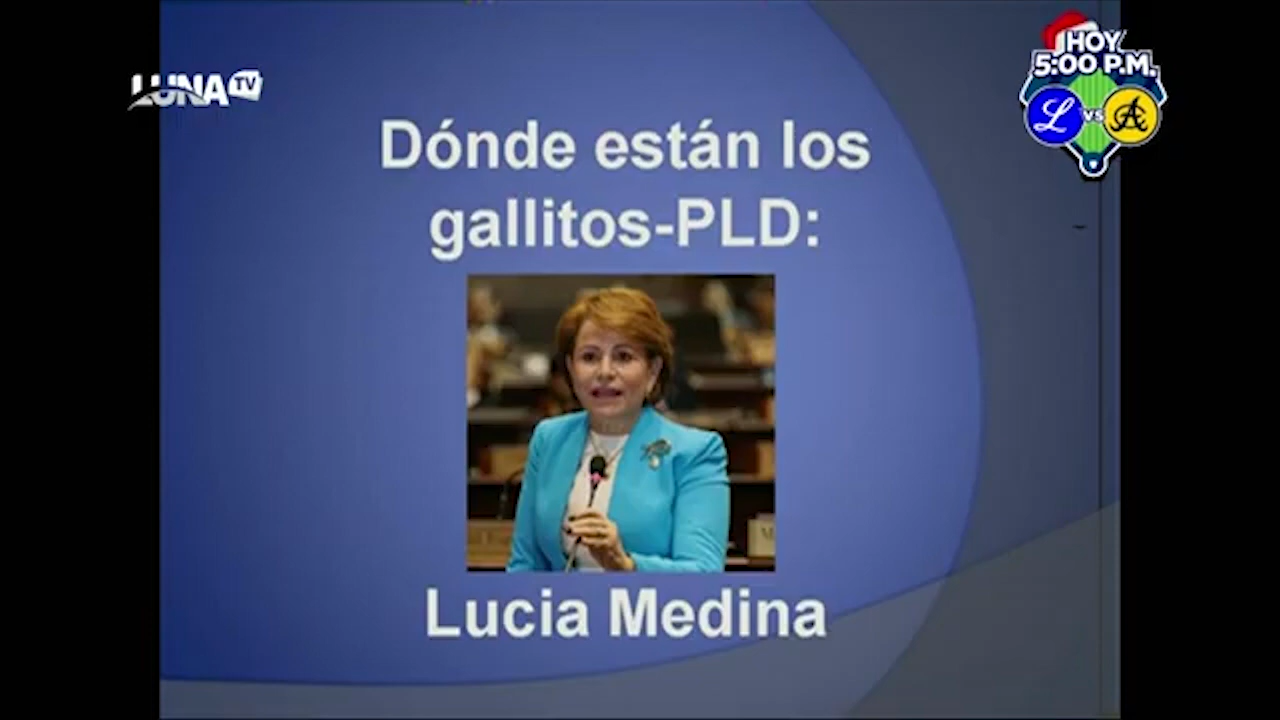 LUNA TV
HOY
5:00 P.M.
L VS
Dónde están los
gallitos-PLD:
Lucia Medina